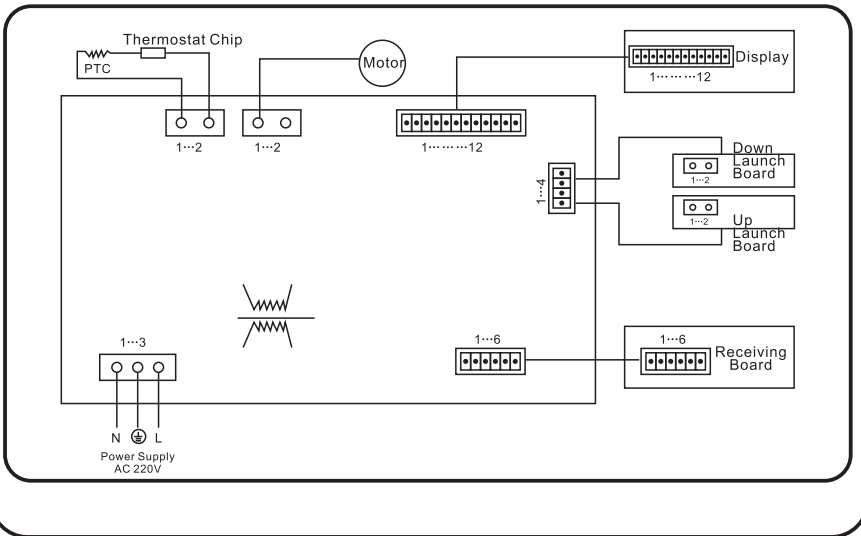 Thermostat Chip
PTC
Motor
Display
1………12
1…2
1…2
1………12
1…4
Down
Launch
Board
1…2
1…2
Up
Launch
Board
1…3
1…6
1…6
Receiving
Board
N L
Power Supply
AC 220V